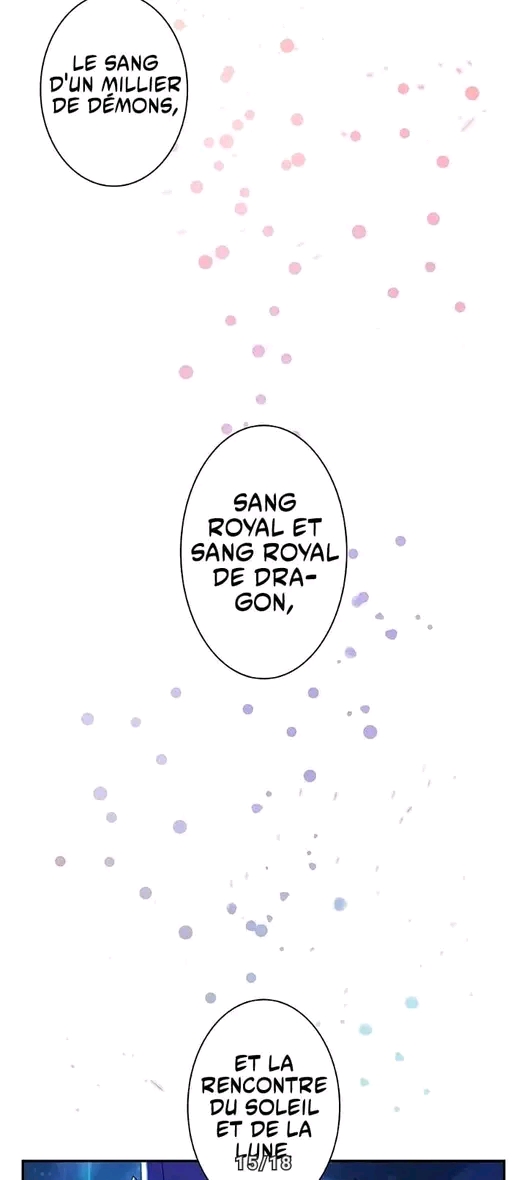 LE SANG
D'UN MILLIER
DE DÉMONS,
SANG
ROYAL ET
SANG ROYAL
DE DRA-
GON,
ET LA
RENCONTRE
DU SOLEIL
ET DE LA
LUNE
15/18